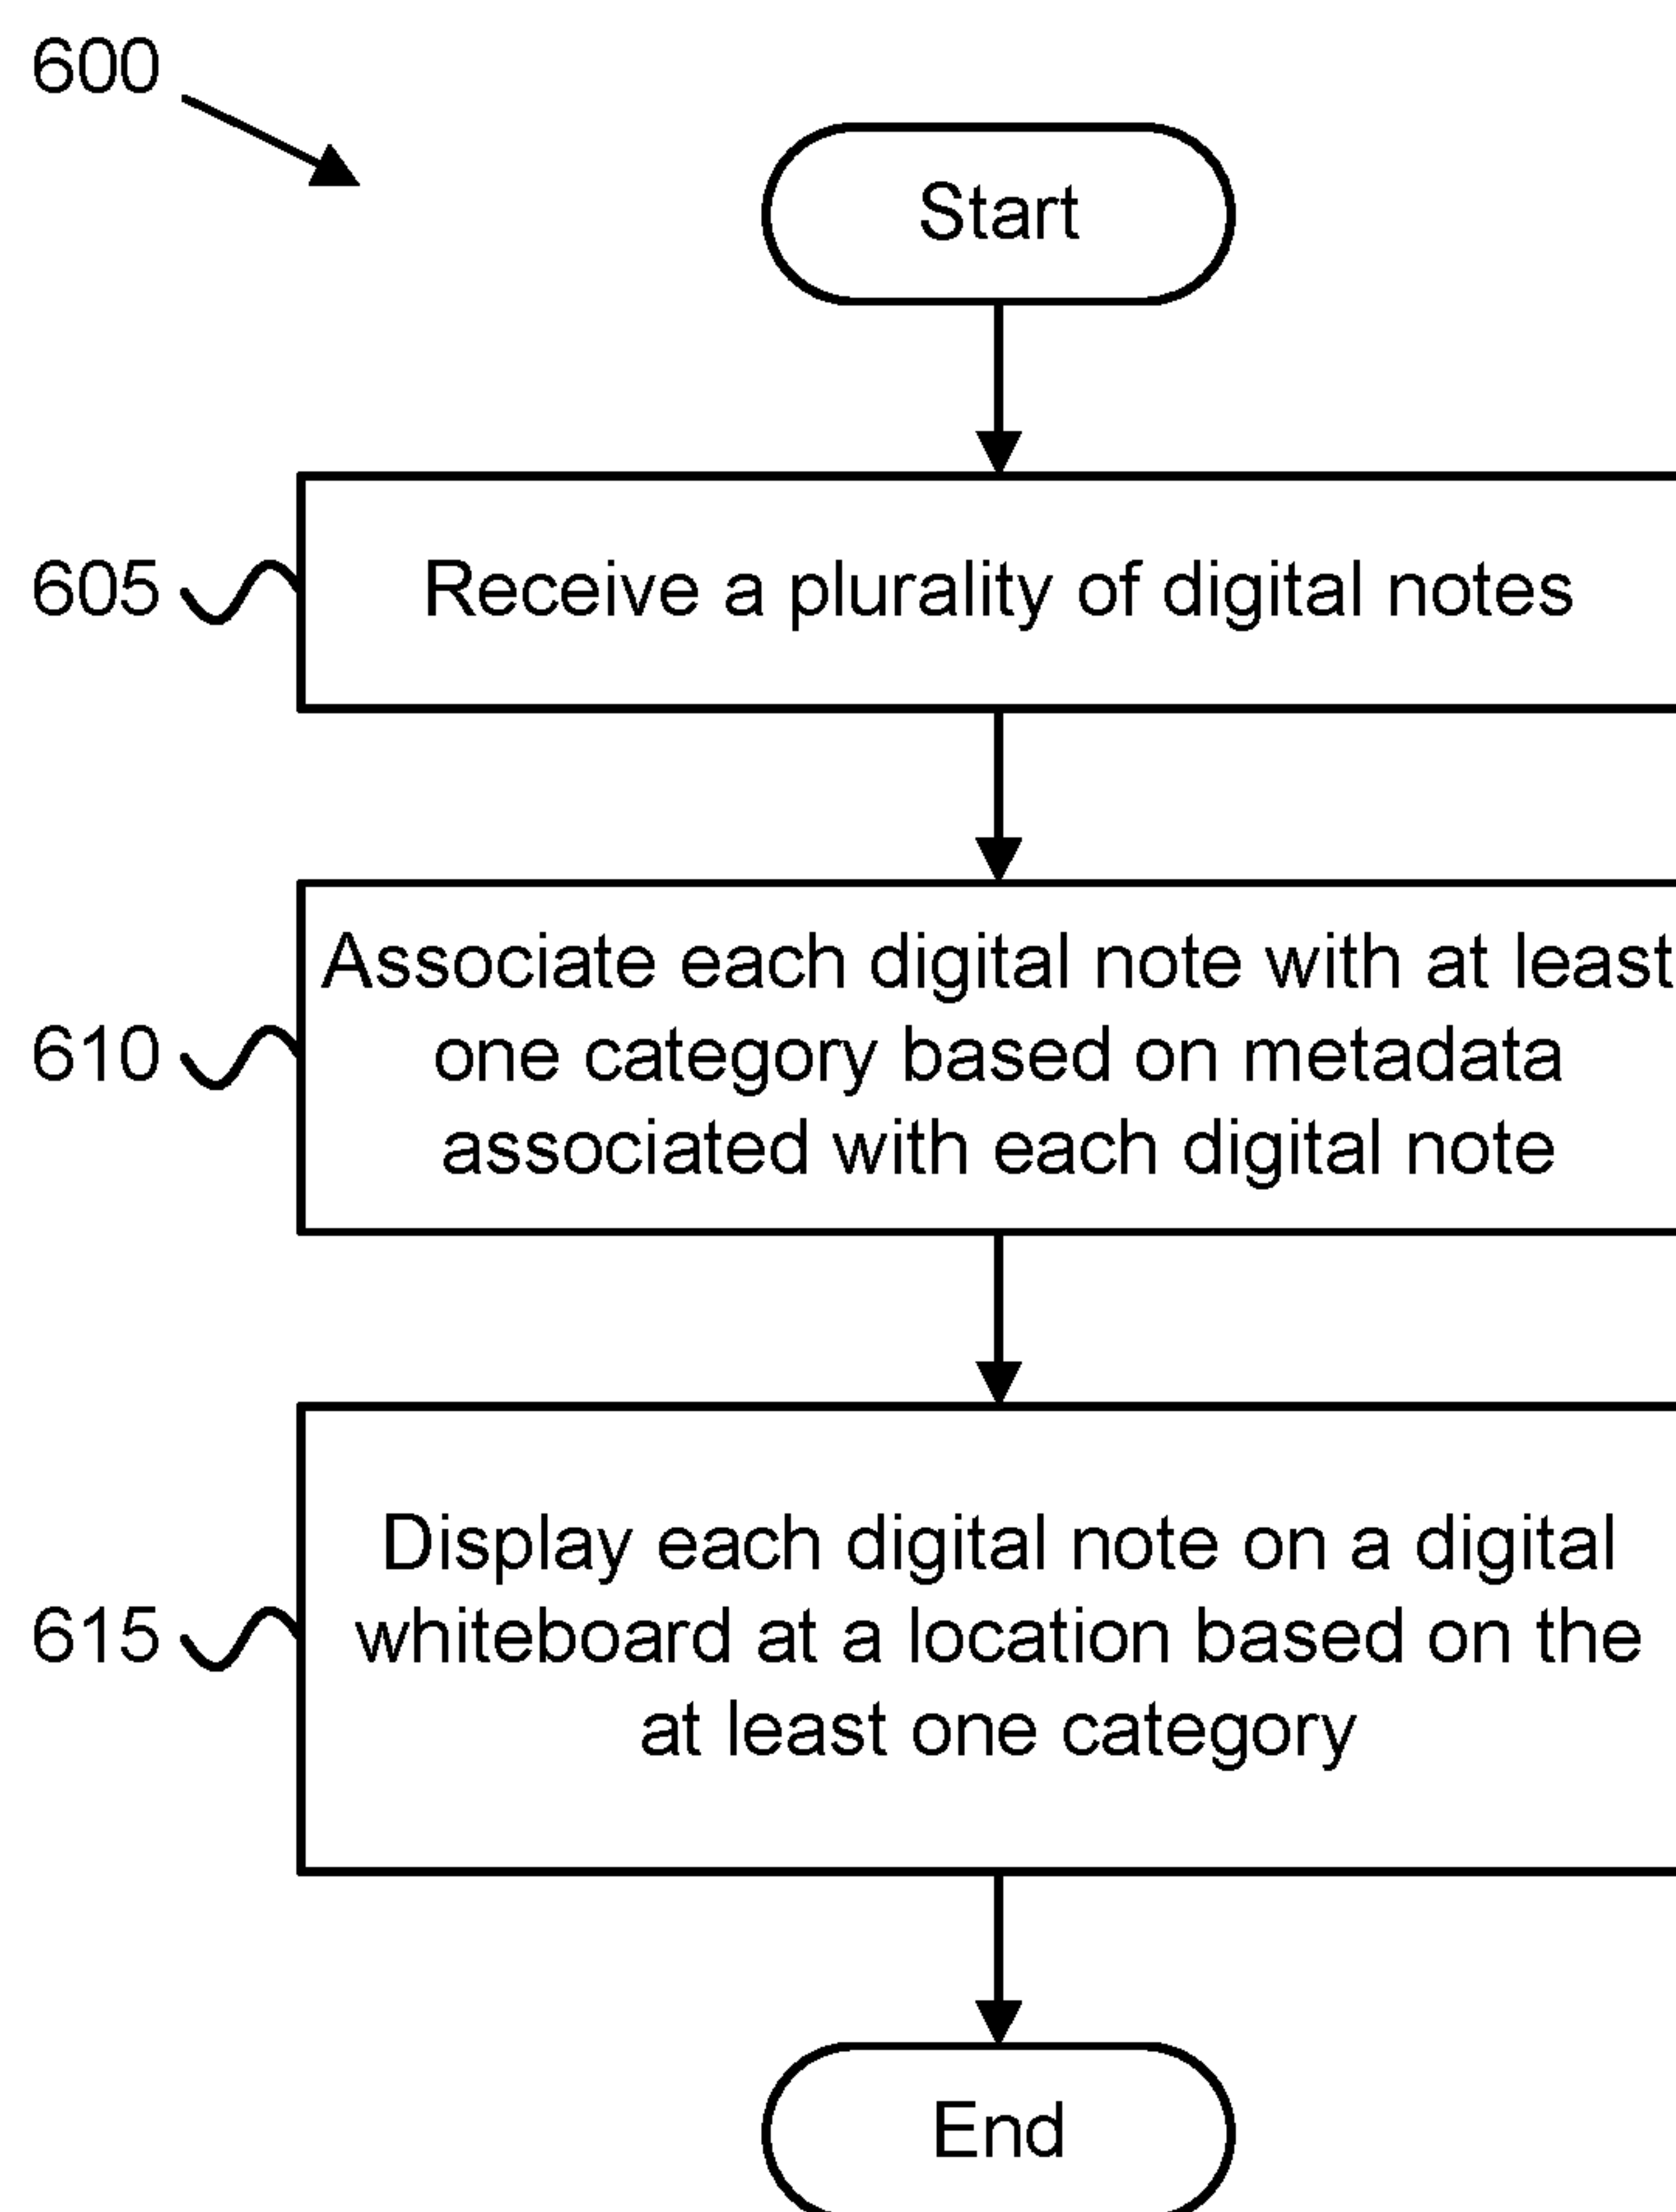 600
Start
605
Receive a plurality of digital notes
610
Associate each digital note with at least
one category based on metadata
associated with each digital note
615
Display each digital note on a digital
whiteboard at a location based on the
at least one category
End